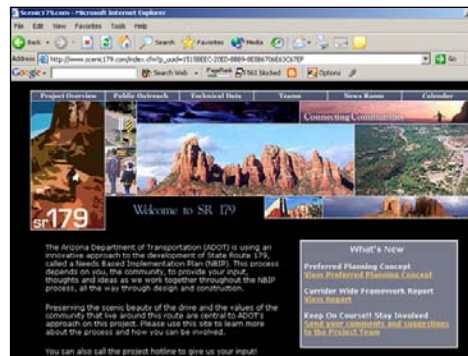 Scenic179.com - Microsoft Internet Explorer
File Edit View Favorites Tools Help
Back Search Favorites Media
Address Go
Google Search Web PageRank 561 blocked Options
Project Overview Public Outreach Technical Data Teams News Room Calendar
Connecting Communities
sr179
Welcome to SR 179
The Arizona Department of Transportation (ADOT) is using an
innovative approach to the development of State Route 179,
called a Needs Based Implementation Plan (NBIP). This process
depends on you, the community, to provide your input,
thoughts and ideas as we work together throughout the NBIP
process, all the way through design and construction.
Preserving the scenic beauty of the drive and the values of the
community that live around this route are central to ADOT's
approach on this project. Please use this site to learn more
about the process and how you can be involved.
You can also call the project hotline to give us your input!
What's New
Preferred Planning Concept
View Preferred Planning Concept
Corridor Wide Framework Report
View Report
Keep On Course!! Stay Involved
Send your comments and suggestions
to the Project Team